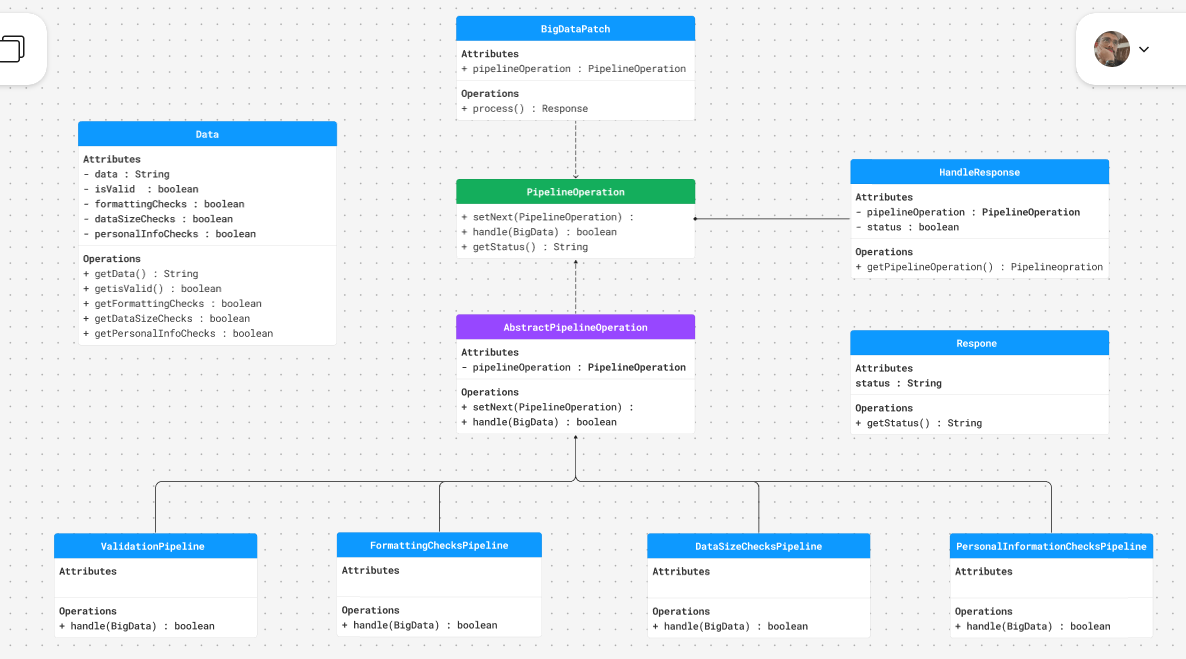 BigDataPatch
Attributes
+ pipelineOperation : PipelineOperation
Operations
+ process() : Response
Data
Attributes
- data : String
- isValid : boolean
- formattingChecks : boolean
- dataSizeChecks : boolean
- personalInfoChecks : boolean
Operations
+ getData() : String
+ getisValid() : boolean
+ getFormattingChecks : boolean
+ getDataSizeChecks : boolean
+ getPersonalInfoChecks : boolean
PipelineOperation
+ setNext(PipelineOperation) :
+ handle(BigData) : boolean
+ getStatus() : String
HandleResponse
Attributes
- pipelineOperation : PipelineOperation
- status : boolean
Operations
+ getPipelineOperation() : Pipelineopration
AbstractPipelineOperation
Attributes
- pipelineOperation : PipelineOperation
Operations
+ setNext(PipelineOperation) :
+ handle(BigData) : boolean
Respone
Attributes
status : String
Operations
+ getStatus() : String
ValidationPipeline
Attributes
Operations
+ handle(BigData) : boolean
FormattingChecksPipeline
Attributes
Operations
+ handle(BigData) : boolean
DataSizeChecksPipeline
Attributes
Operations
+ handle(BigData) : boolean
PersonalInformationChecksPipeline
Attributes
Operations
+ handle(BigData) : boolean